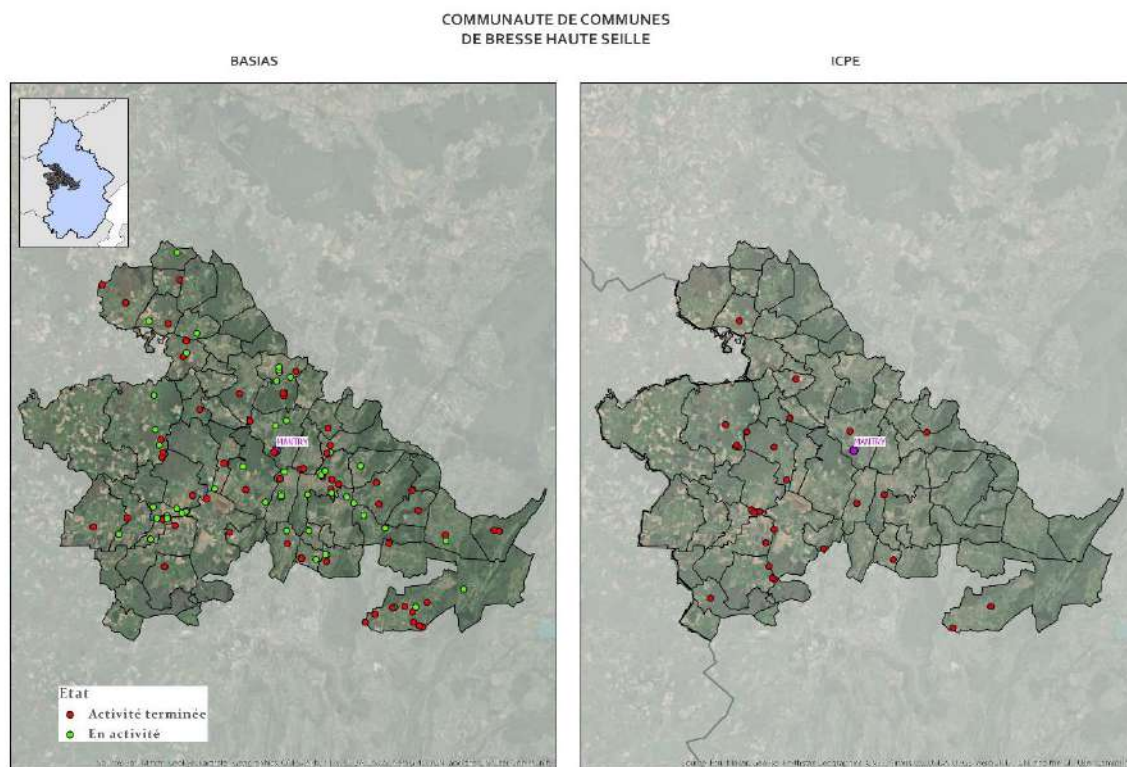 COMMUNAUTE DE COMMUNES
DE BRESSE HAUTE SEILLE
BASIAS
ICPE
MANTRY
MANTRY
Etat
Activité terminée
En activité